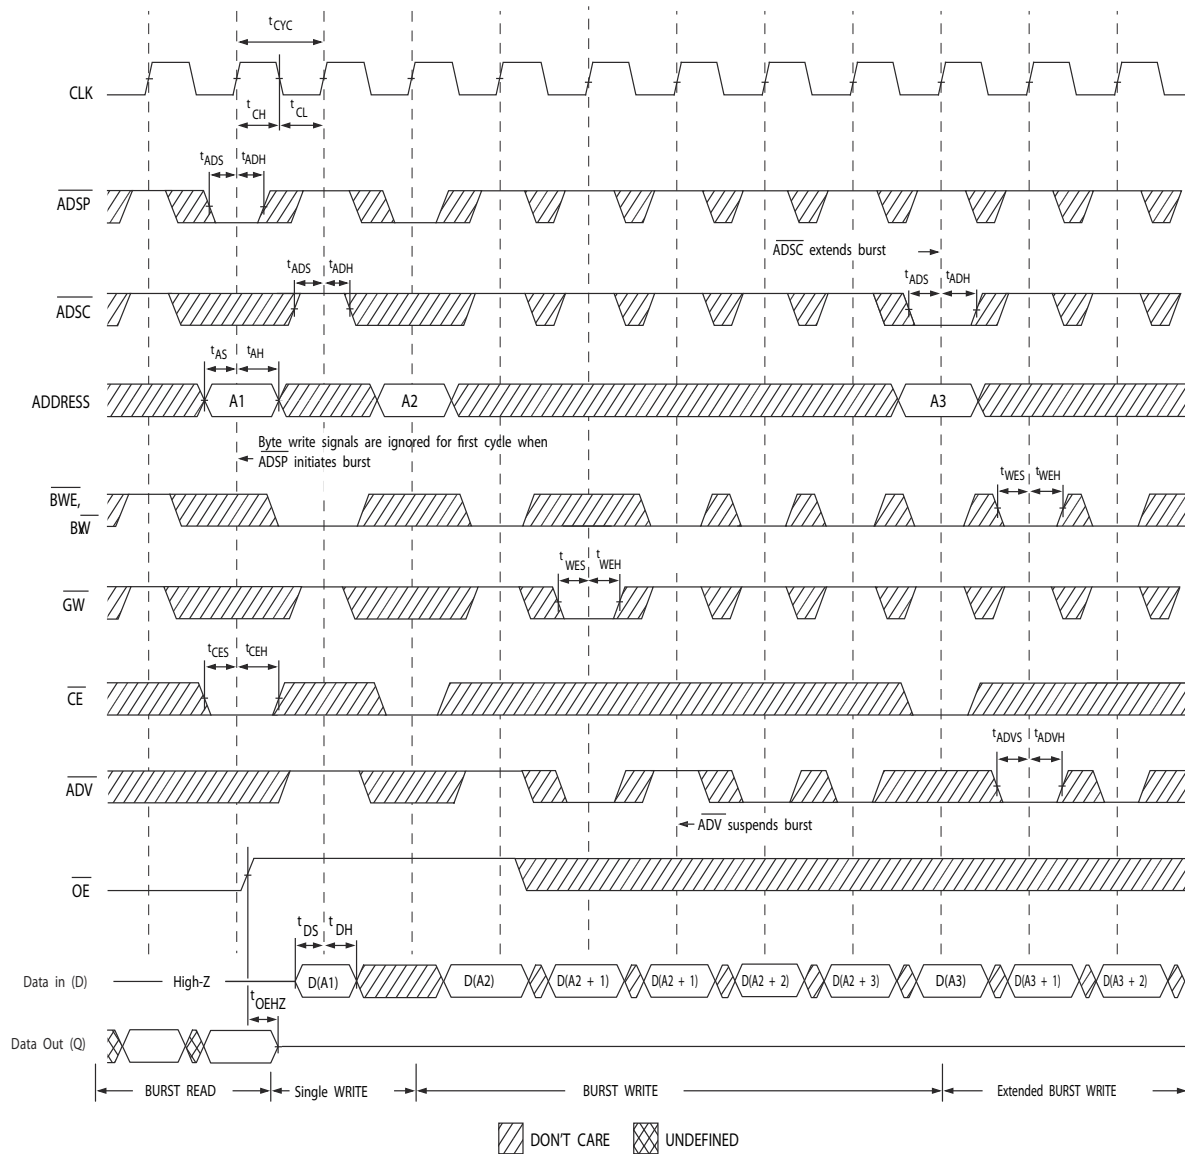 tCYC
CLK
tCH tCL
tADS tADH
ADSP
ADSC extends burst
tADS tADH
tADS tADH
ADSC
tAS tAH
ADDRESS
A1 A2 A3
Byte write signals are ignored for first cycle when
ADSP initiates burst
tWES tWEH
BWE,
BW
tWES tWEH
GW
tCES tCEH
CE
tADVS tADVH
ADV
ADV suspends burst
OE
tDS tDH
Data in (D) High-Z D(A1) D(A2) D(A2 + 1) D(A2 + 1) D(A2 + 2) D(A2 + 3) D(A3) D(A3 + 1) D(A3 + 2)
tOEHZ
Data Out (Q)
BURST READ Single WRITE BURST WRITE Extended BURST WRITE
DON'T CARE UNDEFINED